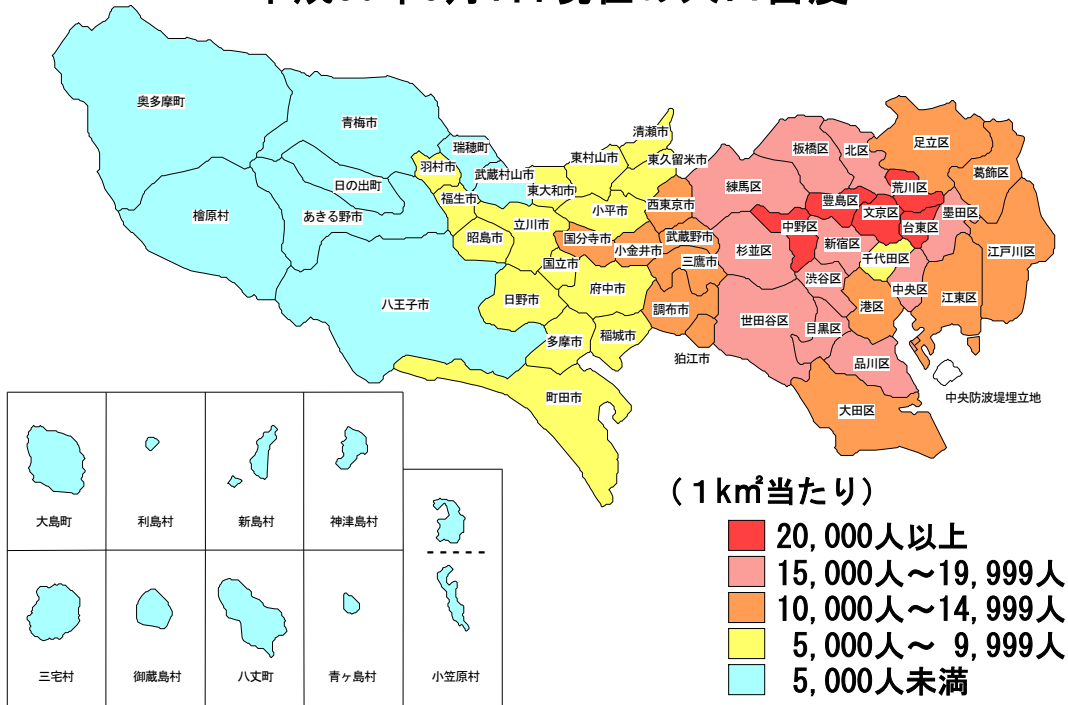 奥多摩町
青梅市
瑞穂町
羽村市
武蔵村山市
日の出町
あきる野市
檜原村
福生市
昭島市
八王子市
清瀬市
東村山市
東久留米市
東大和市
小平市
西東京市
立川市
国分寺市
小金井市
武蔵野市
三鷹市
国立市
府中市
日野市
調布市
多摩市
稲城市
狛江市
町田市
板橋区
北区
足立区
葛飾区
練馬区
荒川区
豊島区
文京区
台東区
墨田区
中野区
杉並区
新宿区
千代田区
江戸川区
渋谷区
中央区
江東区
港区
世田谷区
目黒区
品川区
大田区
中央防波堤埋立地
大島町
利島村
新島村
神津島村
三宅村
御蔵島村
八丈町
青ヶ島村
小笠原村
(1k㎡当たり)
20,000人以上
15,000人~19,999人
10,000人~14,999人
5,000人~ 9,999人
5,000人未満